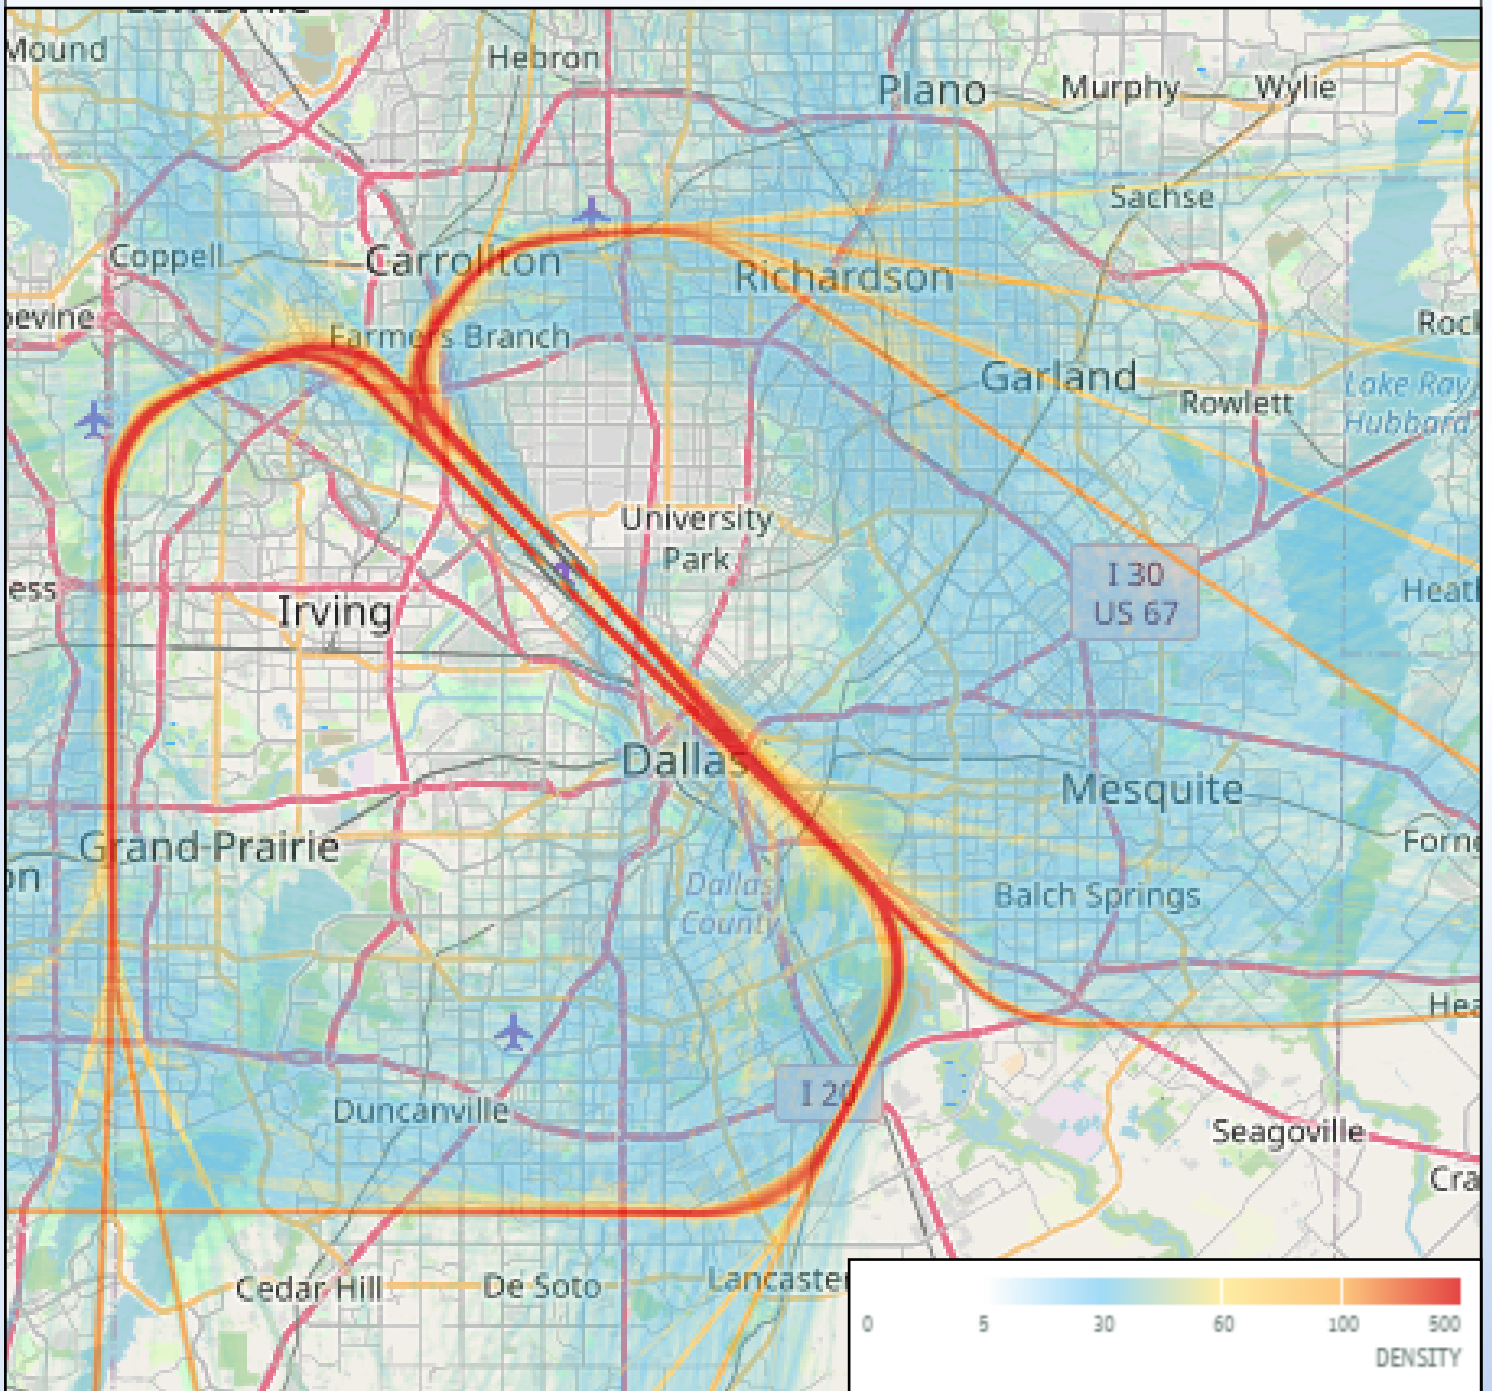 Mound
Hebron
Plano
Murphy
Wylie
Sachse
Coppell
Carrollton
Richardson
Farmers Branch
Garland
Rowlett
Lake Ray
Hubbard
University
Park
I 30
US 67
Irving
Dallas
Mesquite
Grand Prairie
Dallas
County
Balch Springs
I 20
Duncanville
Seagoville
Cedar Hill
De Soto
Lancaster
0
5
30
60
100
500
DENSITY